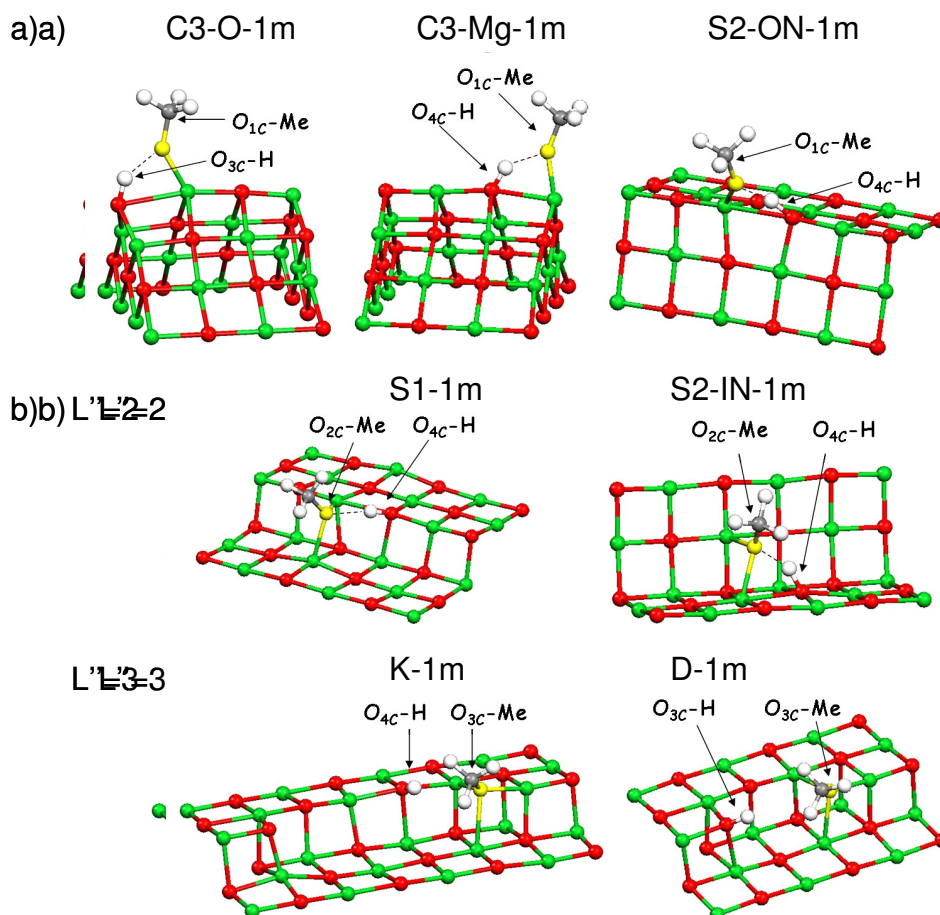 a)a) C3-O-1m C3-Mg-1m S2-ON-1m
O1C-Me
O3C-H
O1C-Me
O4C-H
O1C-Me
O4C-H
b)b) L''=2 L''=2 S1-1m S2-IN-1m
O2C-Me O4C-H
O2C-Me O4C-H
L''=3 L''=3 K-1m D-1m
O4C-H O3C-Me
O3C-H O3C-Me